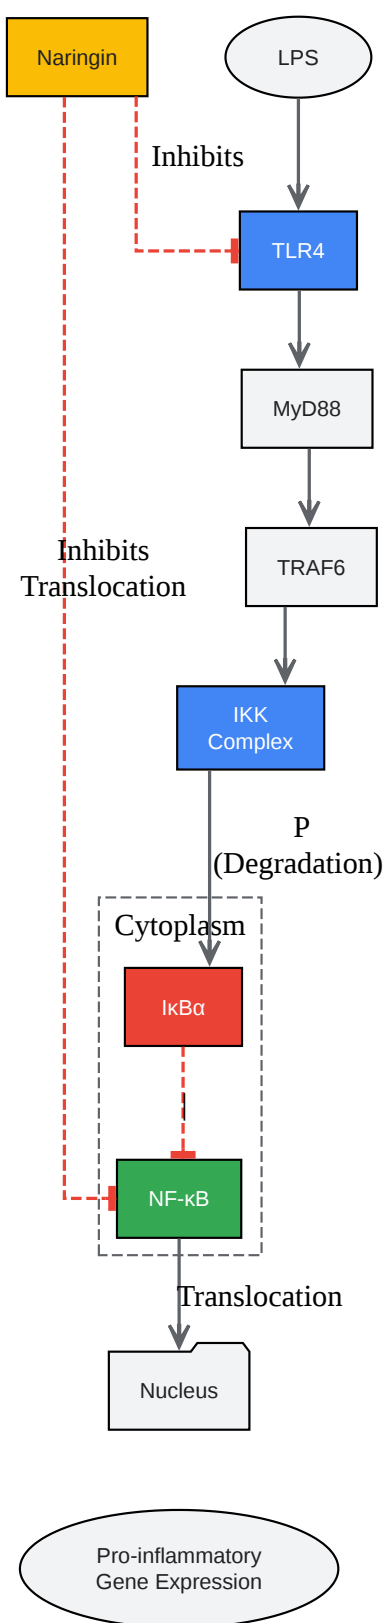 Naringin
LPS
Inhibits
TLR4
MyD88
TRAF6
Inhibits
Translocation
IKK
Complex
P
(Degradation)
Cytoplasm
IκBα
I
NF-κB
Translocation
Nucleus
Pro-inflammatory
Gene Expression